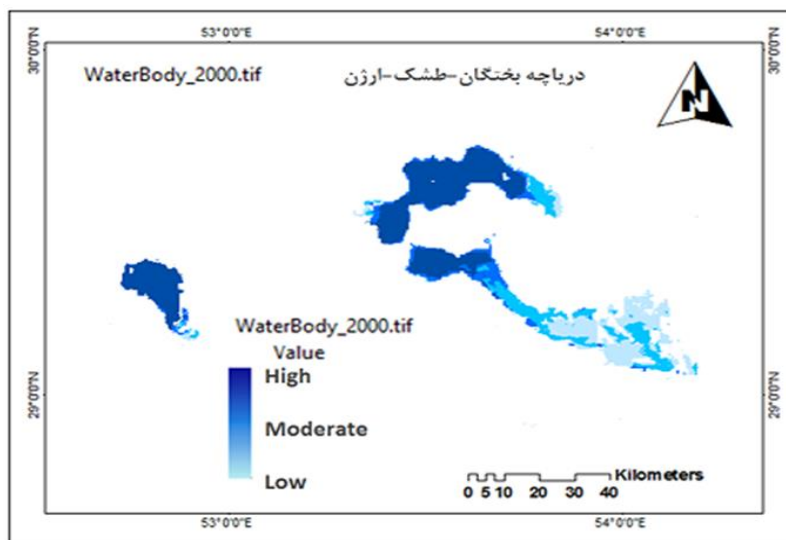 53°0'0"E 54°0'0"E
30°0'0"N 30°0'0"N
WaterBody_2000.tif دریاچه بختگان-طشک-ارژن
N
WaterBody_2000.tif
Value
High
Moderate
Low
29°0'0"N 29°0'0"N
Kilometers
0 5 10 20 30 40
53°0'0"E 54°0'0"E